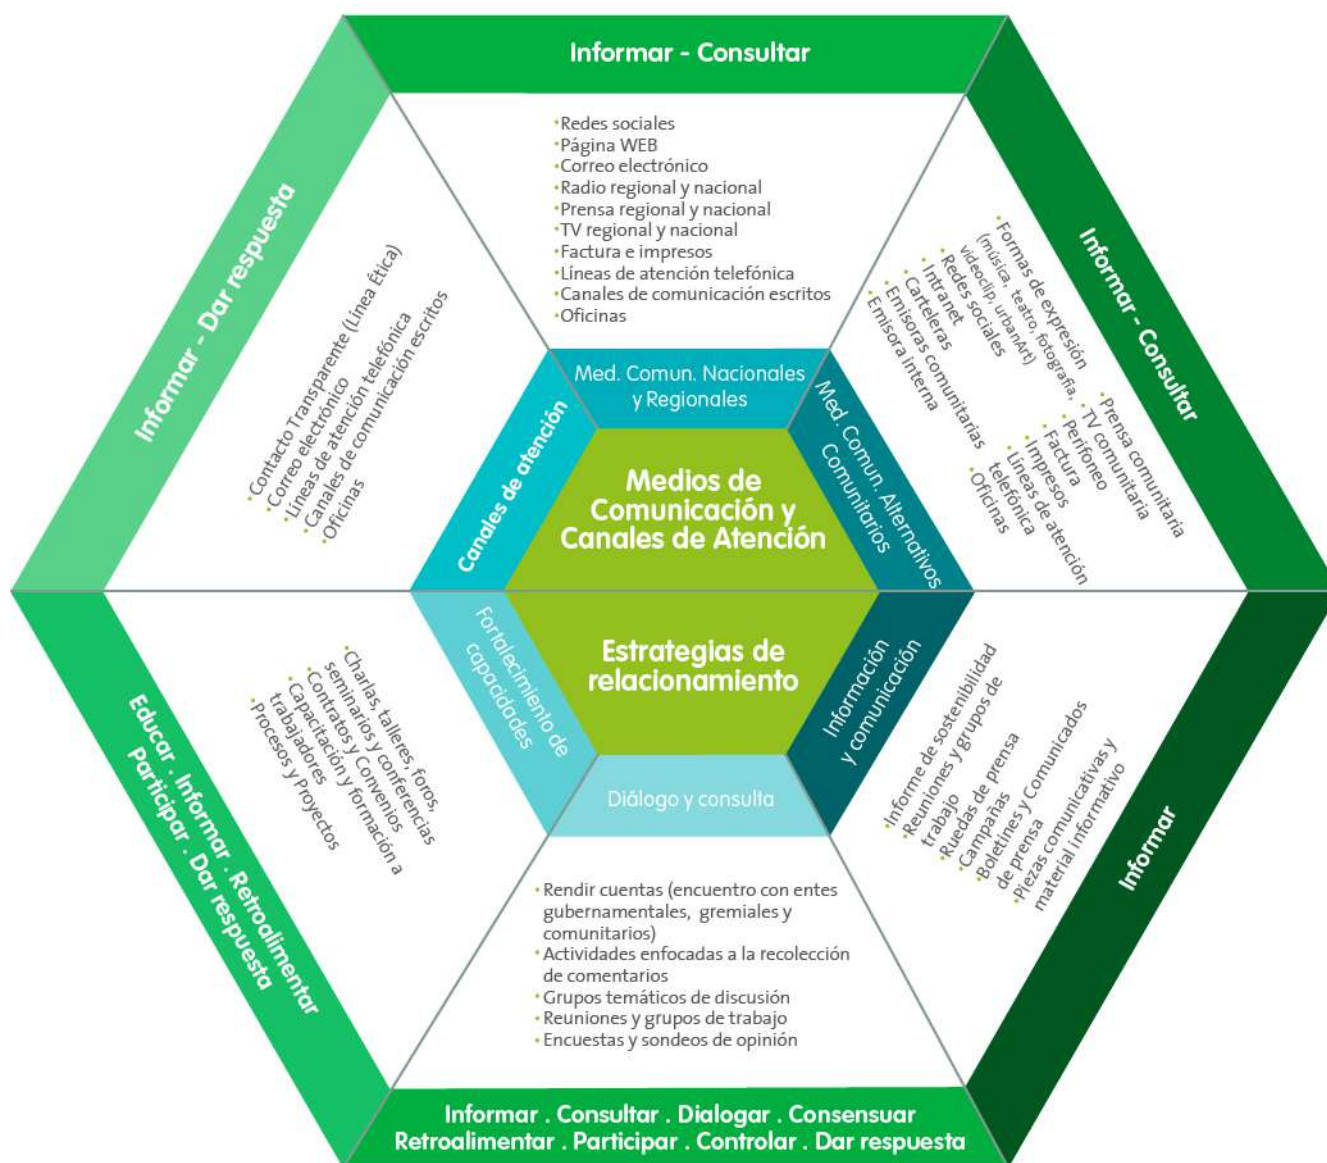 Informar - Consultar
• Redes sociales
• Página WEB
• Correo electrónico
• Radio regional y nacional
• Prensa regional y nacional
• TV regional y nacional
• Factura e impresos
• Líneas de atención telefónica
• Canales de comunicación escritos
• Oficinas
Med. Comun. Nacionales
y Regionales
Informar - Consultar
• Formas de expresión
(música, teatro, fotografía,
videoclip, urbanArt)
• Redes sociales
• Intranet
• Carteleras
• Emisoras comunitarias
• Emisora interna
• Prensa comunitaria
• TV comunitaria
• Perifoneo
• Factura
• Impresos
• Líneas de atención
telefónica
• Oficinas
Med. Comun. Alternativos
Comunitarios
Informar - Dar respuesta
• Contacto Transparente (Línea Ética)
• Correo electrónico
• Líneas de atención telefónica
• Canales de comunicación escritos
• Oficinas
Canales de atención
Medios de
Comunicación y
Canales de Atención
Estrategias de
relacionamiento
Fortalecimiento de
capacidades
• Charlas, talleres, foros,
seminarios y conferencias
• Contratos y Convenios
• Capacitación y formación a
trabajadores
• Procesos y Proyectos
Educar . Informar . Retroalimentar
Participar . Dar respuesta
Información
y comunicación
• Informe de sostenibilidad
• Reuniones y grupos de
trabajo
• Ruedas de prensa
• Campañas
• Boletines y Comunicados
de prensa
• Piezas comunicativas y
material informativo
Informar
Diálogo y consulta
• Rendir cuentas (encuentro con entes
gubernamentales, gremiales y
comunitarios)
• Actividades enfocadas a la recolección
de comentarios
• Grupos temáticos de discusión
• Reuniones y grupos de trabajo
• Encuestas y sondeos de opinión
Informar . Consultar . Dialogar . Consensuar
Retroalimentar . Participar . Controlar . Dar respuesta